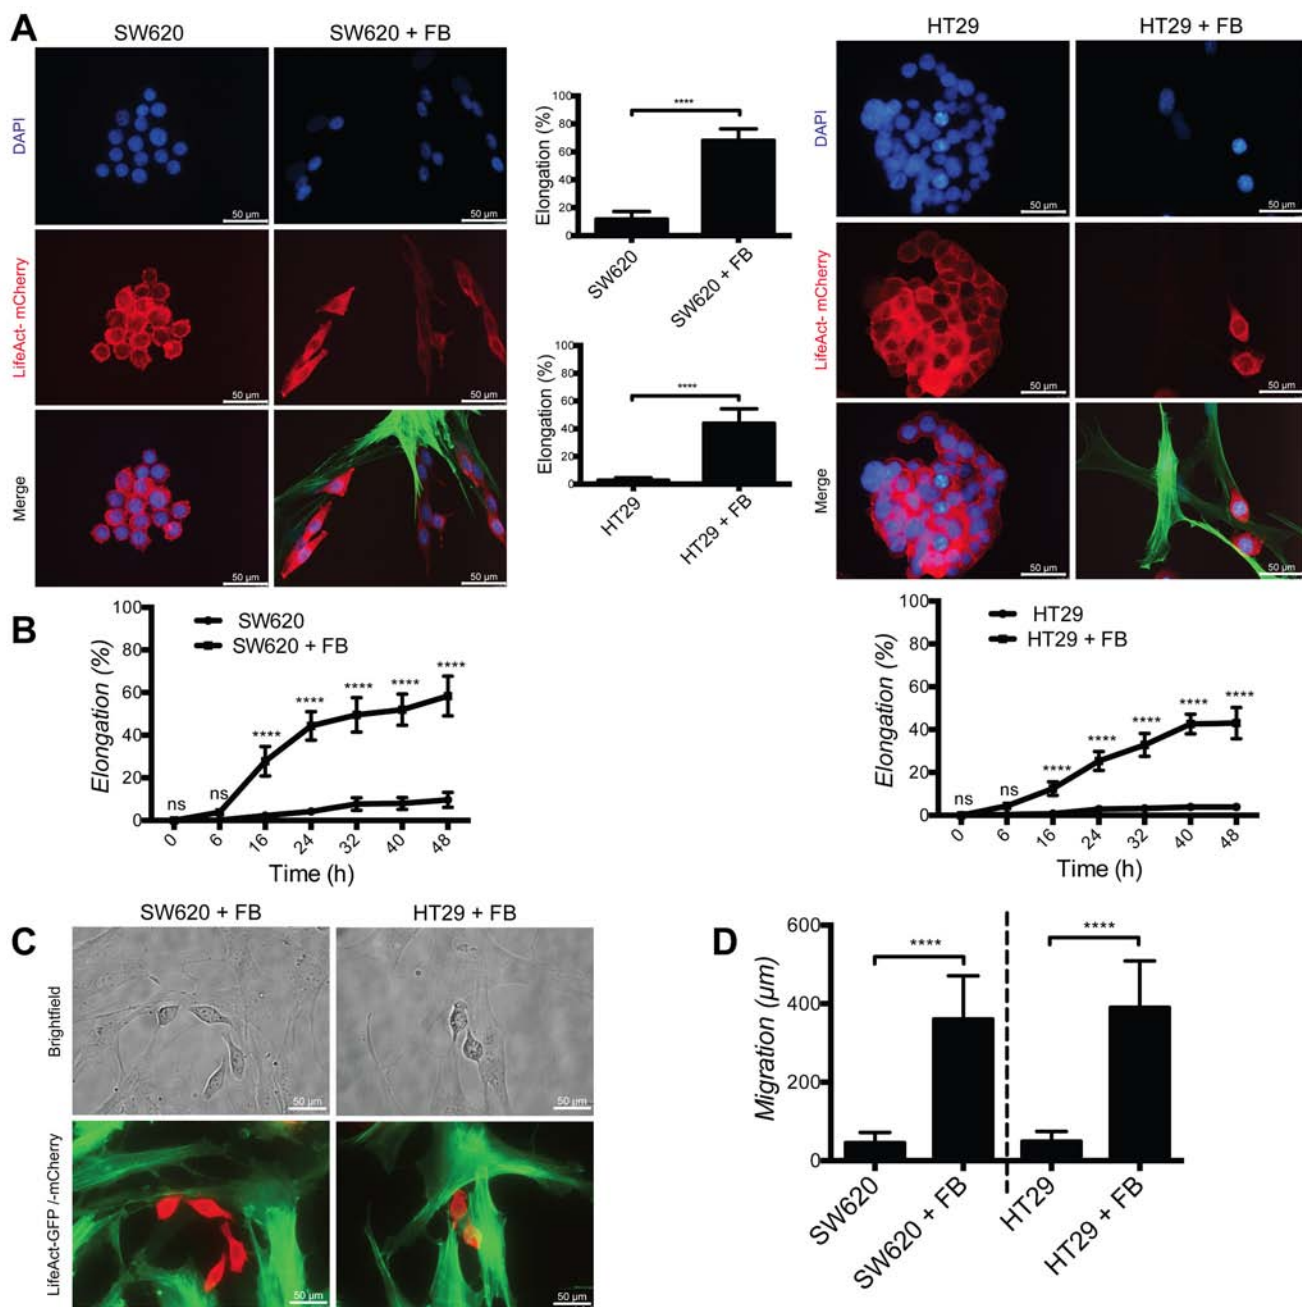 A
SW620
SW620 + FB
HT29
HT29 + FB
DAPI
50 µm
50 µm
LifeAct- mCherry
50 µm
50 µm
Merge
50 µm
50 µm
Elongation (%)
100
80
60
40
20
0
****
SW620
SW620 + FB
Elongation (%)
100
80
60
40
20
0
****
HT29
HT29 + FB
DAPI
50 µm
50 µm
LifeAct- mCherry
50 µm
50 µm
Merge
50 µm
50 µm
B
Elongation (%)
100
80
60
40
20
0
SW620
SW620 + FB
ns
ns
****
****
****
****
****
0
6
16
24
32
40
48
Time (h)
Elongation (%)
100
80
60
40
20
0
HT29
HT29 + FB
ns
ns
****
****
****
****
****
0
6
16
24
32
40
48
Time (h)
C
SW620 + FB
HT29 + FB
Brightfield
50 µm
50 µm
LifeAct-GFP /-mCherry
50 µm
50 µm
D
Migration (µm)
600
400
200
0
****
****
SW620
SW620 + FB
HT29
HT29 + FB